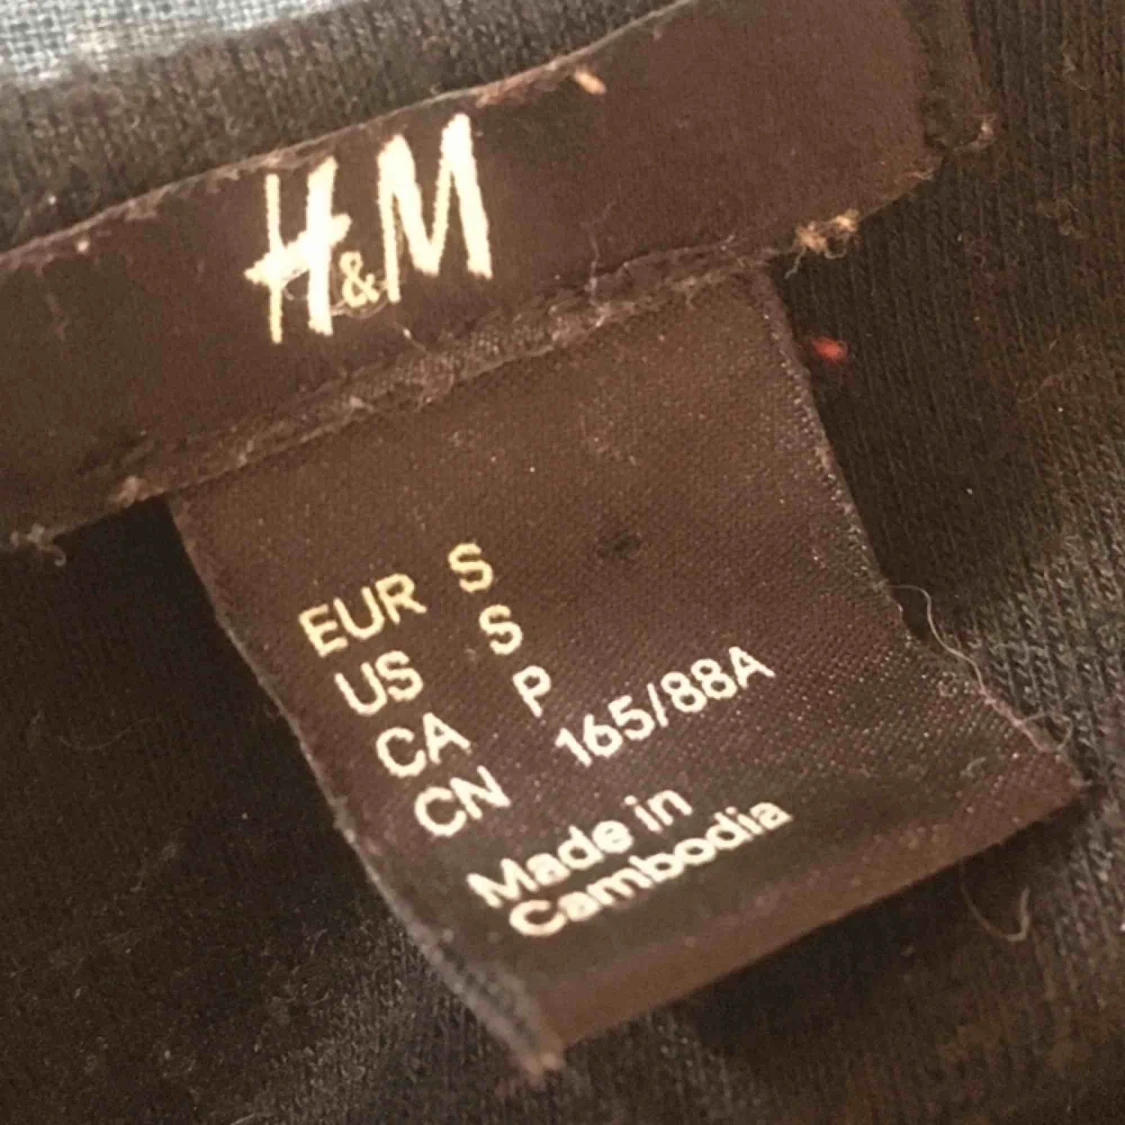 H&M
EUR S
US S
CA P
CN 165/88A
Made in
Cambodia